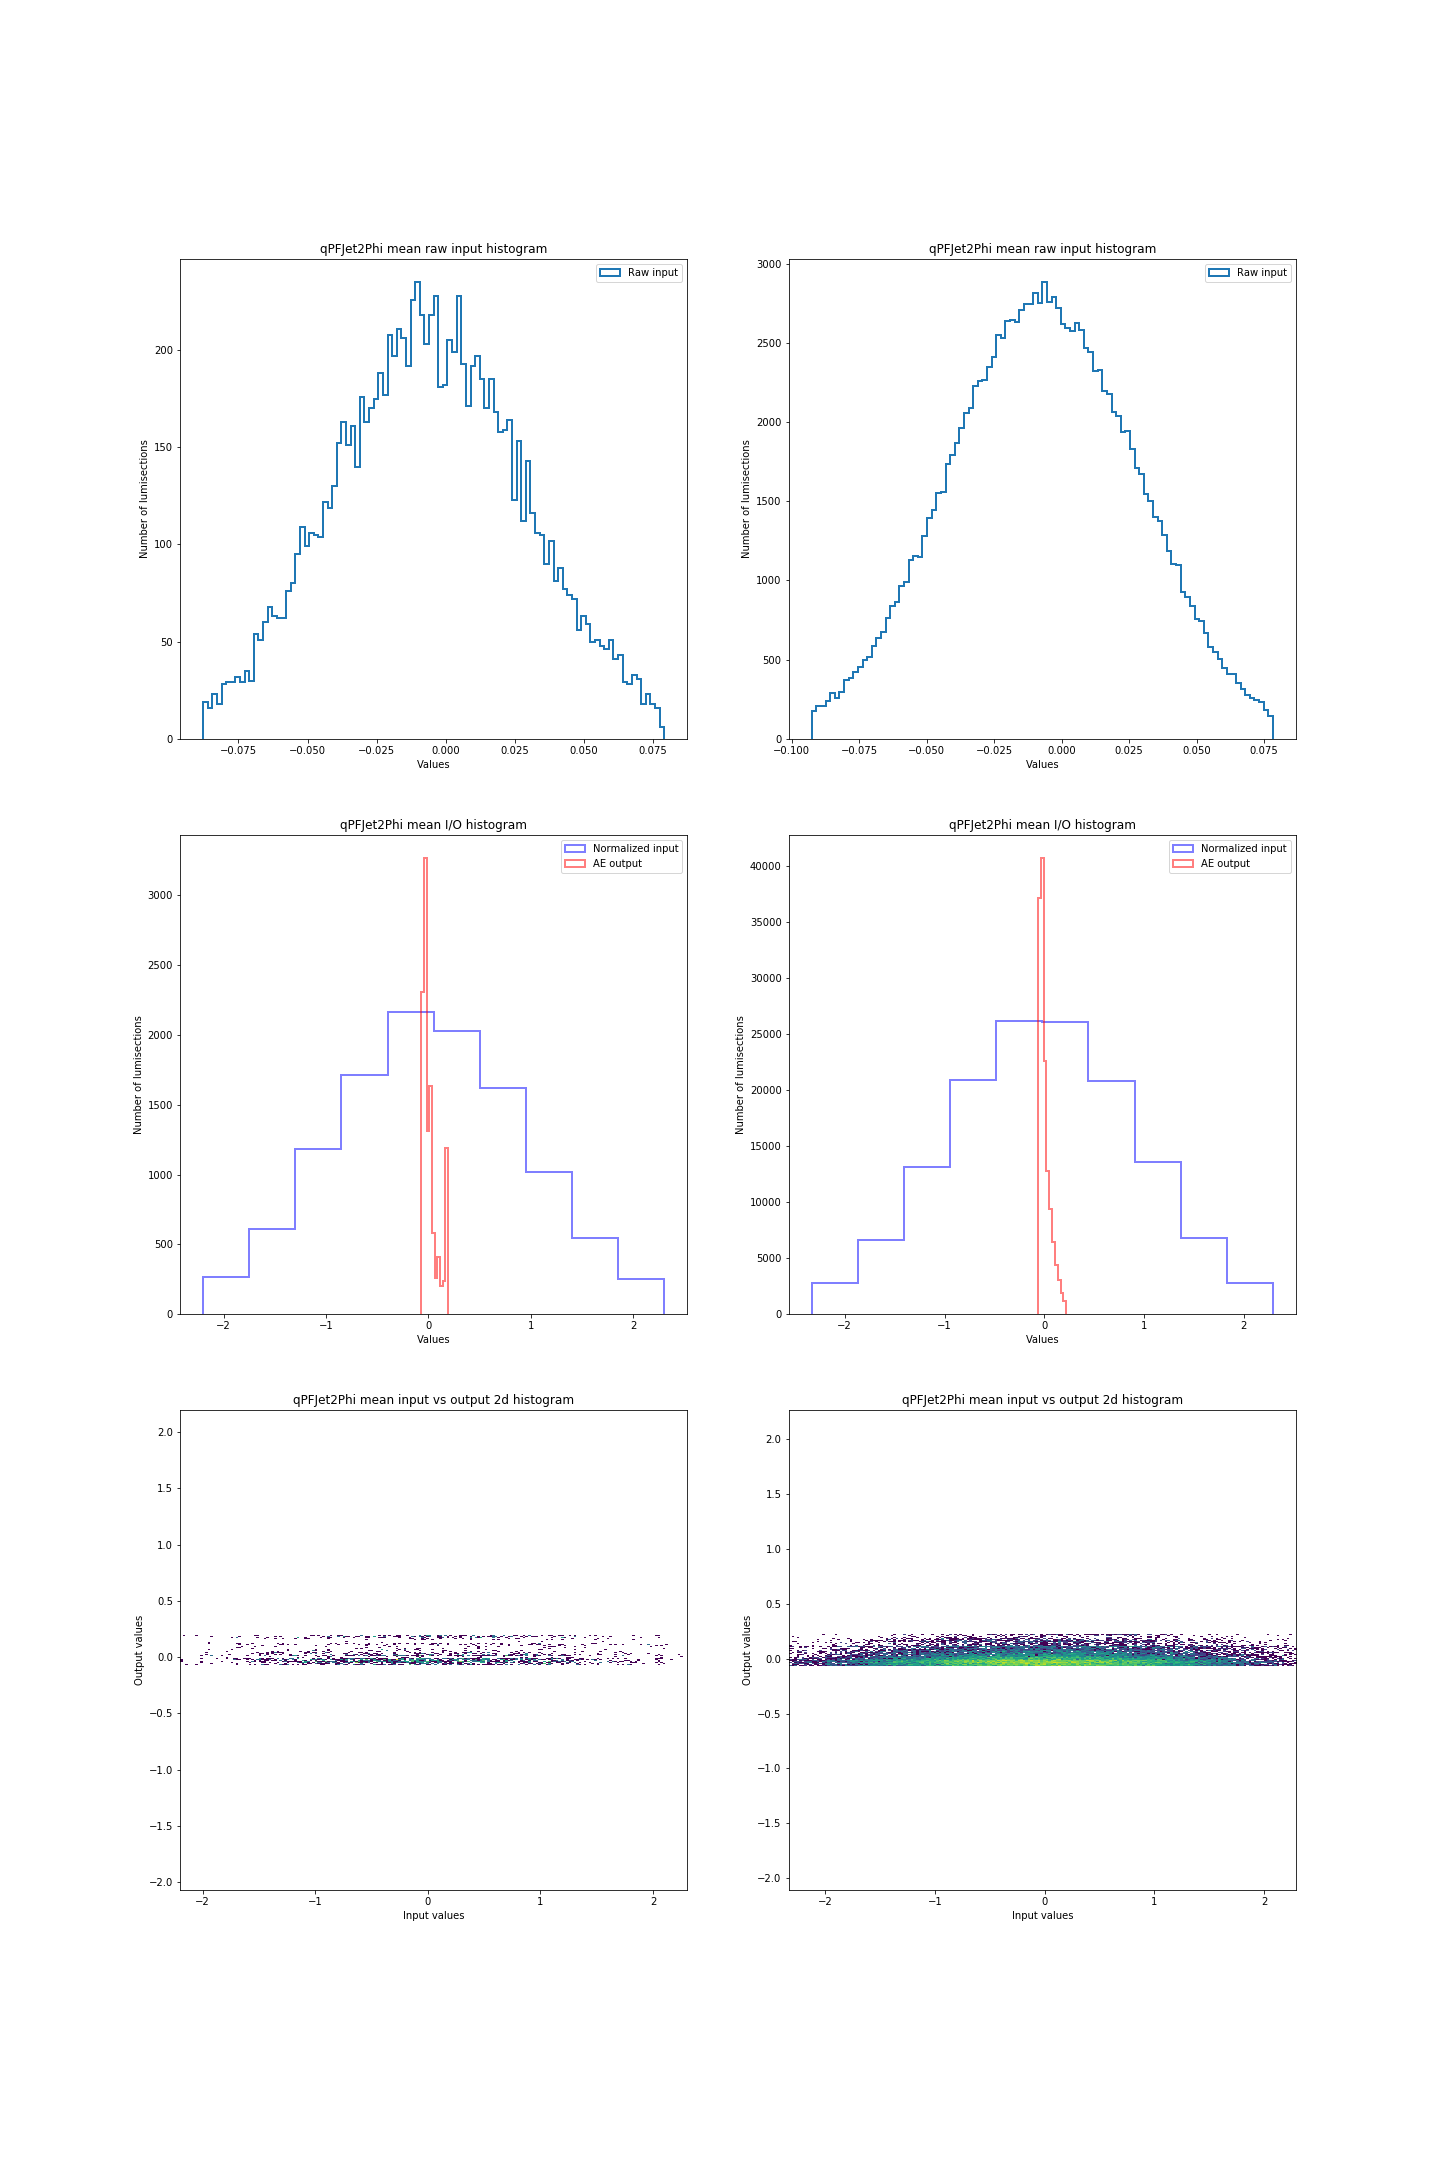 qPFJet2Phi mean raw input histogram
Raw input
Number of lumisections
200
150
100
50
0
−0.075 −0.050 −0.025 0.000 0.025 0.050 0.075
Values
qPFJet2Phi mean raw input histogram
Raw input
Number of lumisections
3000
2500
2000
1500
1000
500
0
−0.100 −0.075 −0.050 −0.025 0.000 0.025 0.050 0.075
Values
qPFJet2Phi mean I/O histogram
Normalized input
AE output
Number of lumisections
3000
2500
2000
1500
1000
500
0
−2 −1 0 1 2
Values
qPFJet2Phi mean I/O histogram
Normalized input
AE output
Number of lumisections
40000
35000
30000
25000
20000
15000
10000
5000
0
−2 −1 0 1 2
Values
qPFJet2Phi mean input vs output 2d histogram
Output values
2.0
1.5
1.0
0.5
0.0
−0.5
−1.0
−1.5
−2.0
−2 −1 0 1 2
Input values
qPFJet2Phi mean input vs output 2d histogram
Output values
2.0
1.5
1.0
0.5
0.0
−0.5
−1.0
−1.5
−2.0
−2 −1 0 1 2
Input values